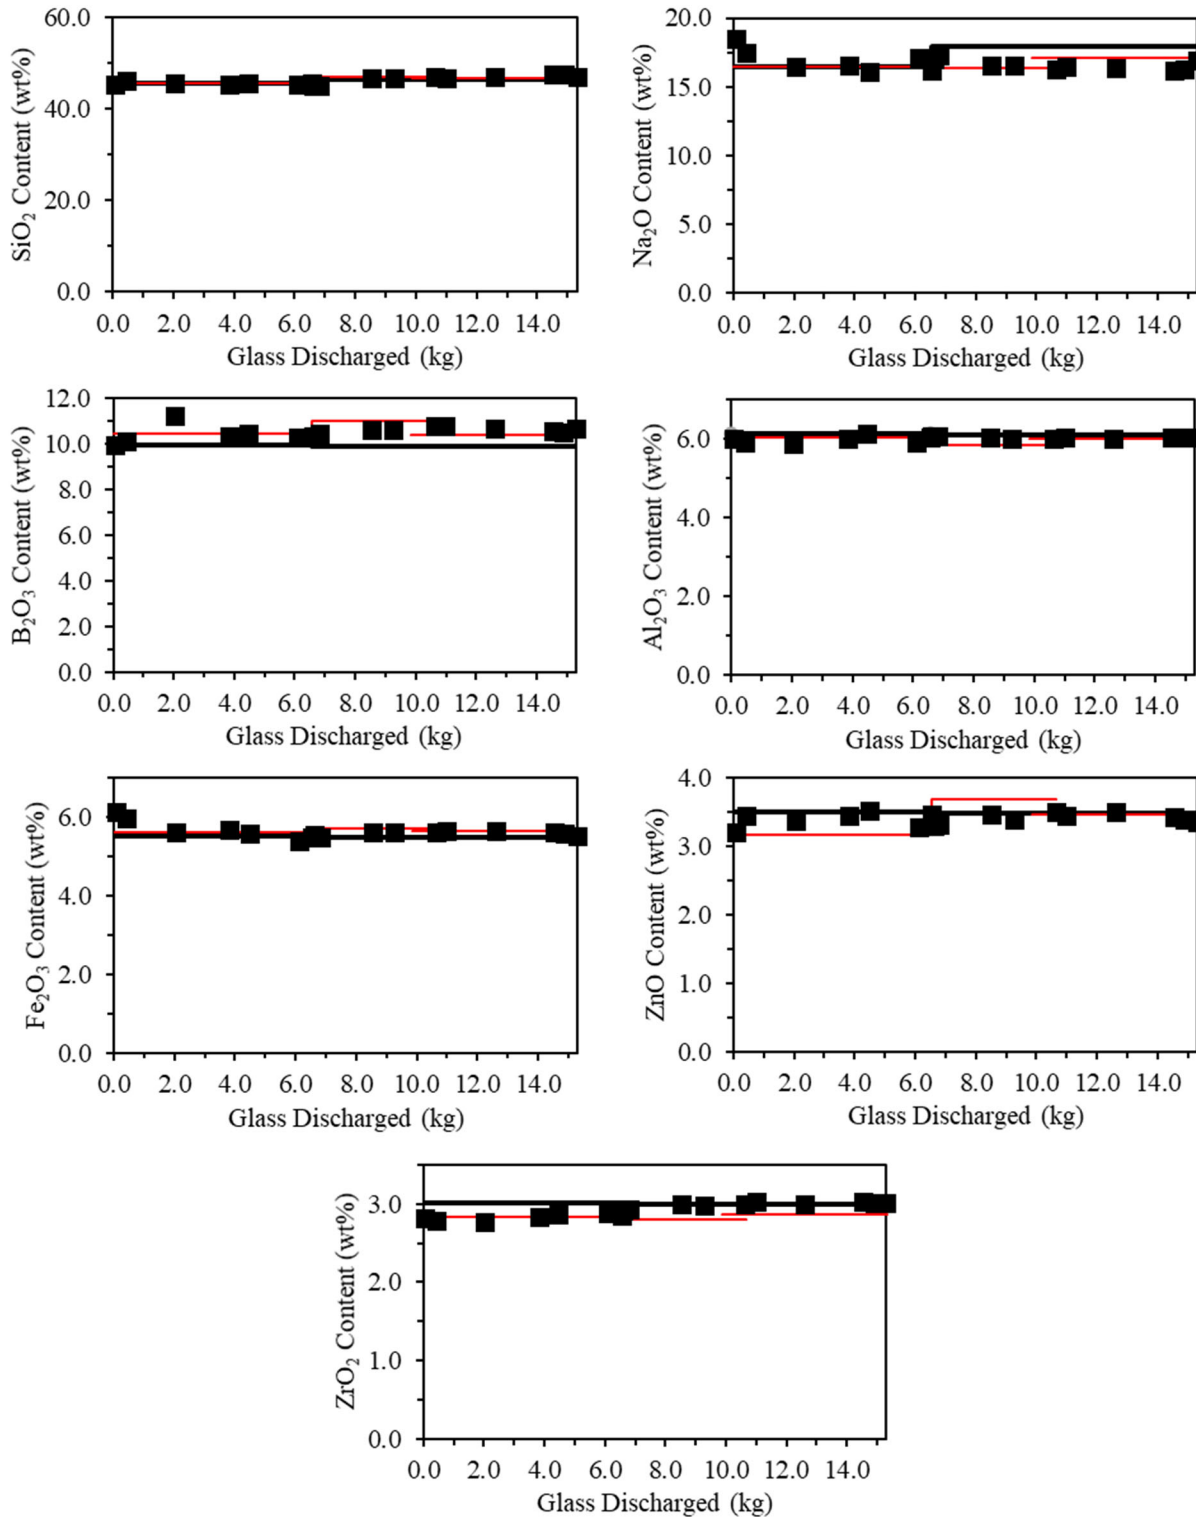 60.0
40.0
20.0
0.0
SiO₂ Content (wt%)
0.0 2.0 4.0 6.0 8.0 10.0 12.0 14.0
Glass Discharged (kg)
20.0
15.0
10.0
5.0
0.0
Na₂O Content (wt%)
0.0 2.0 4.0 6.0 8.0 10.0 12.0 14.0
Glass Discharged (kg)
12.0
10.0
8.0
6.0
4.0
2.0
0.0
B₂O₃ Content (wt%)
0.0 2.0 4.0 6.0 8.0 10.0 12.0 14.0
Glass Discharged (kg)
6.0
4.0
2.0
0.0
Al₂O₃ Content (wt%)
0.0 2.0 4.0 6.0 8.0 10.0 12.0 14.0
Glass Discharged (kg)
6.0
4.0
2.0
0.0
Fe₂O₃ Content (wt%)
0.0 2.0 4.0 6.0 8.0 10.0 12.0 14.0
Glass Discharged (kg)
4.0
3.0
2.0
1.0
0.0
ZnO Content (wt%)
0.0 2.0 4.0 6.0 8.0 10.0 12.0 14.0
Glass Discharged (kg)
3.0
2.0
1.0
0.0
ZrO₂ Content (wt%)
0.0 2.0 4.0 6.0 8.0 10.0 12.0 14.0
Glass Discharged (kg)